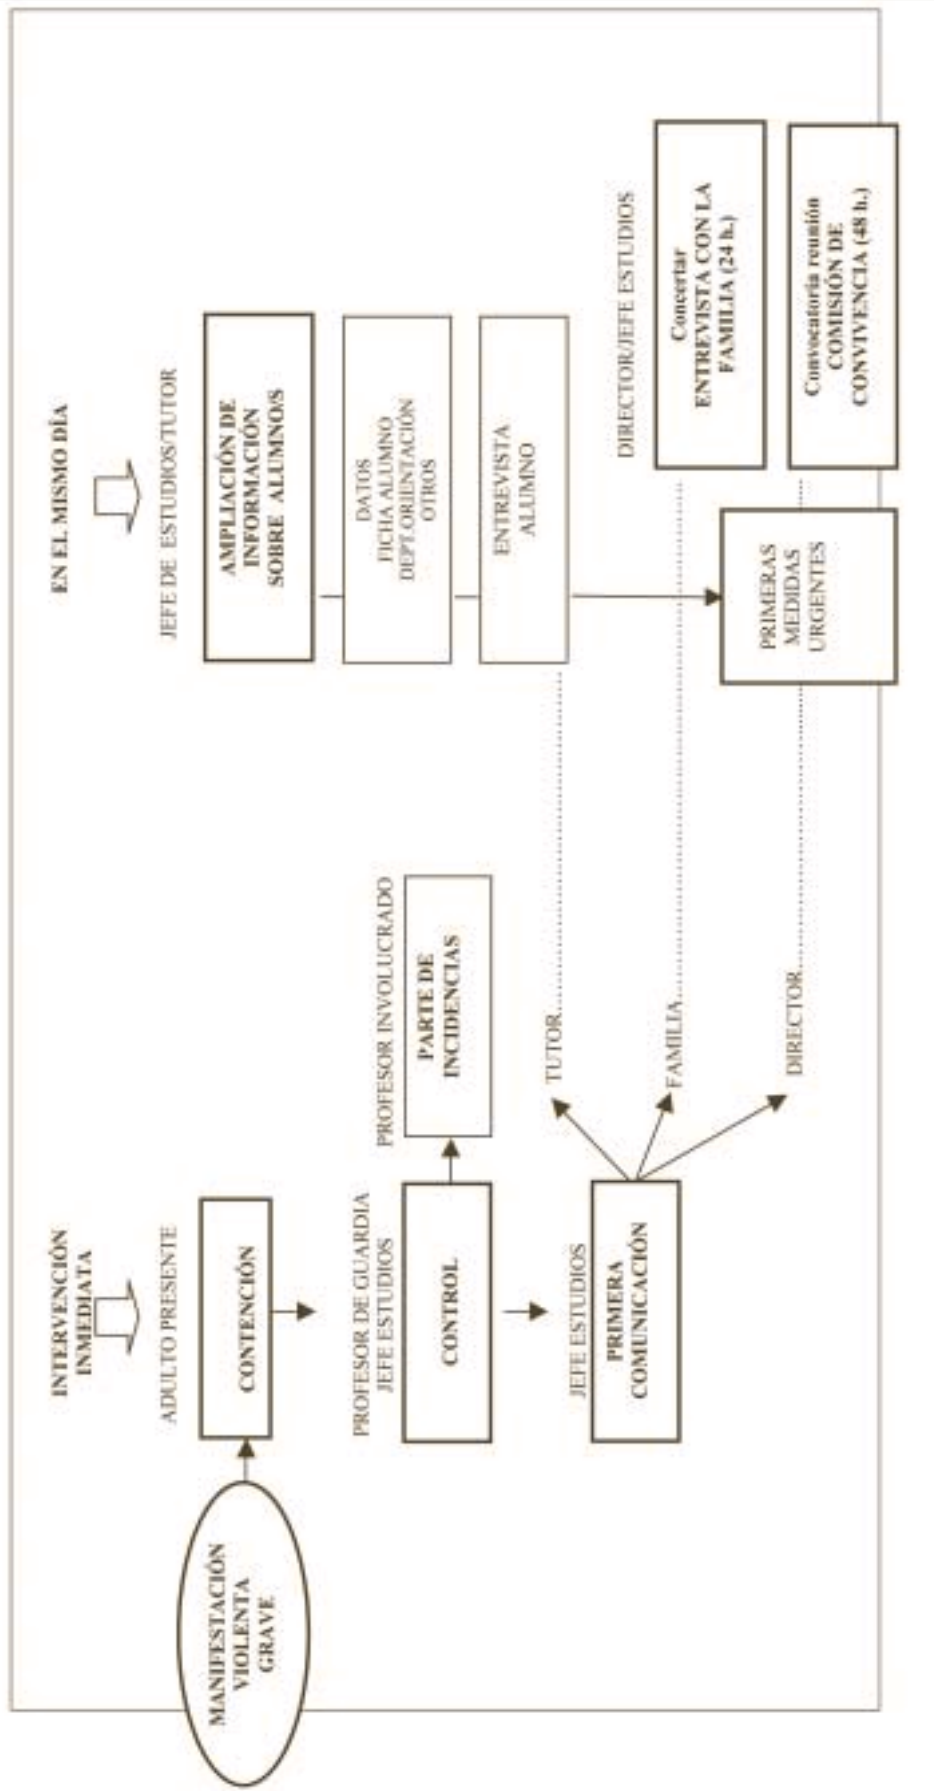 MANIFESTACIÓN
VIOLENTA
GRAVE
INTERVENCIÓN
INMEDIATA
ADULTO PRESENTE
CONTENCIÓN
PROFESOR DE GUARDIA
JEFE ESTUDIOS
CONTROL
PROFESOR INVOLUCRADO
PARTE DE
INCIDENCIAS
JEFE ESTUDIOS
PRIMERA
COMUNICACIÓN
TUTOR
FAMILIA
DIRECTOR
EN EL MISMO DÍA
JEFE DE ESTUDIOS/TUTOR
AMPLIACIÓN DE
INFORMACIÓN
SOBRE ALUMNO/S
DATOS
FICHA ALUMNO
DEPT.ORIENTACIÓN
OTROS
ENTREVISTA
ALUMNO
PRIMERAS
MEDIDAS
URGENTES
DIRECTOR/JEFE ESTUDIOS
Concertar
ENTREVISTA CON LA
FAMILIA (24 h.)
Convocatoria reunión
COMISIÓN DE
CONVIVENCIA (48 h.)